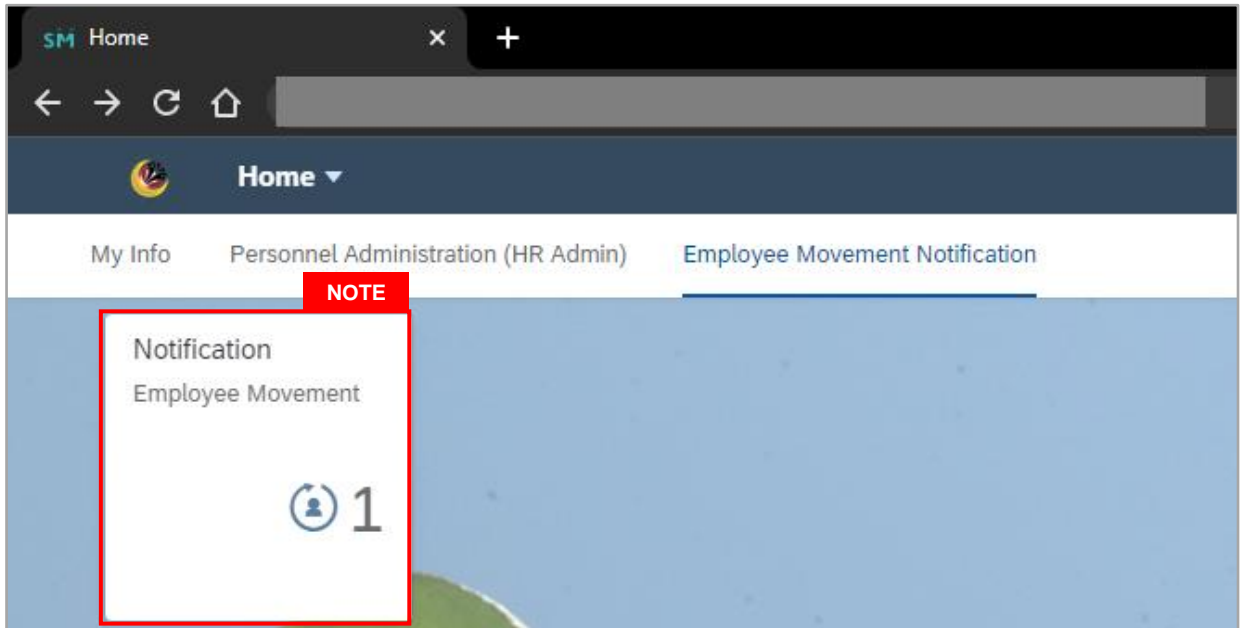 SM Home
Home
My Info Personnel Administration (HR Admin) Employee Movement Notification
NOTE
Notification
Employee Movement
1